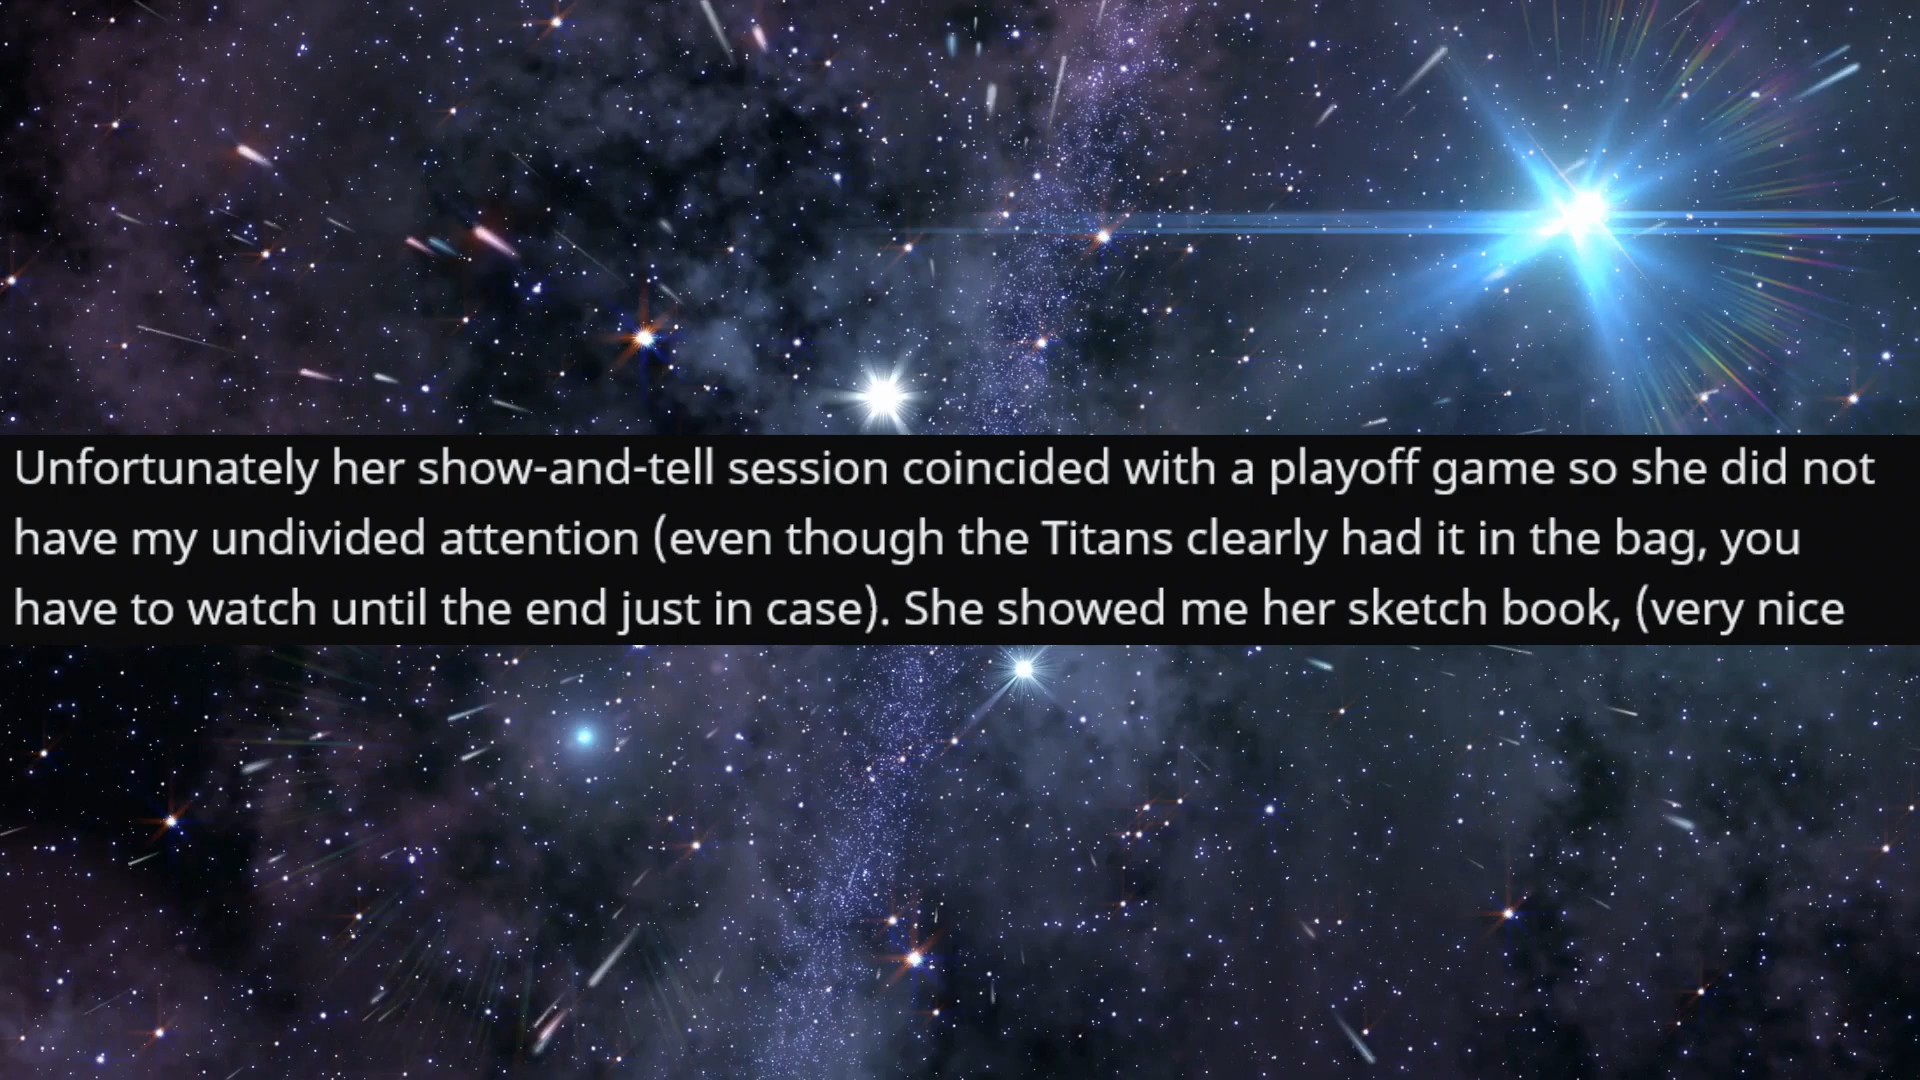 Unfortunately her show-and-tell session coincided with a playoff game so she did not
have my undivided attention (even though the Titans clearly had it in the bag, you
have to watch until the end just in case). She showed me her sketch book, (very nice